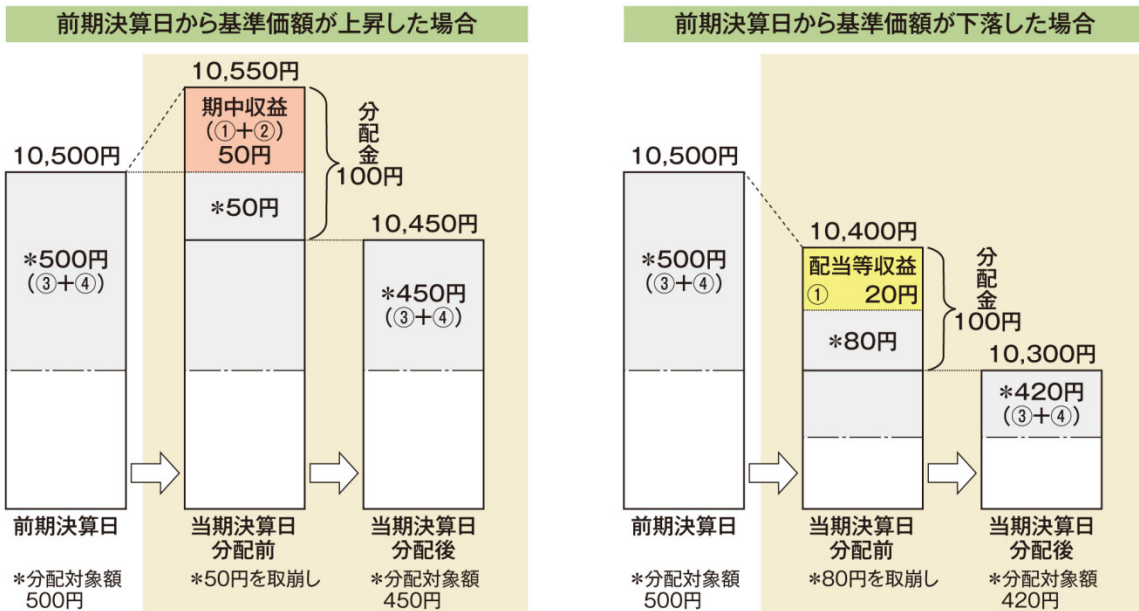 前期決算日から基準価額が上昇した場合
10,550円
期中収益
(①+②)
50円
分配金
100円
10,500円
*50円
10,450円
*500円
(③+④)
*450円
(③+④)
前期決算日
当期決算日
分配前
当期決算日
分配後
*分配対象額
500円
*50円を取崩し
*分配対象額
450円
前期決算日から基準価額が下落した場合
10,500円
10,400円
*500円
(③+④)
配当等収益
① 20円
分配金
100円
*80円
10,300円
*420円
(③+④)
前期決算日
当期決算日
分配前
当期決算日
分配後
*分配対象額
500円
*80円を取崩し
*分配対象額
420円